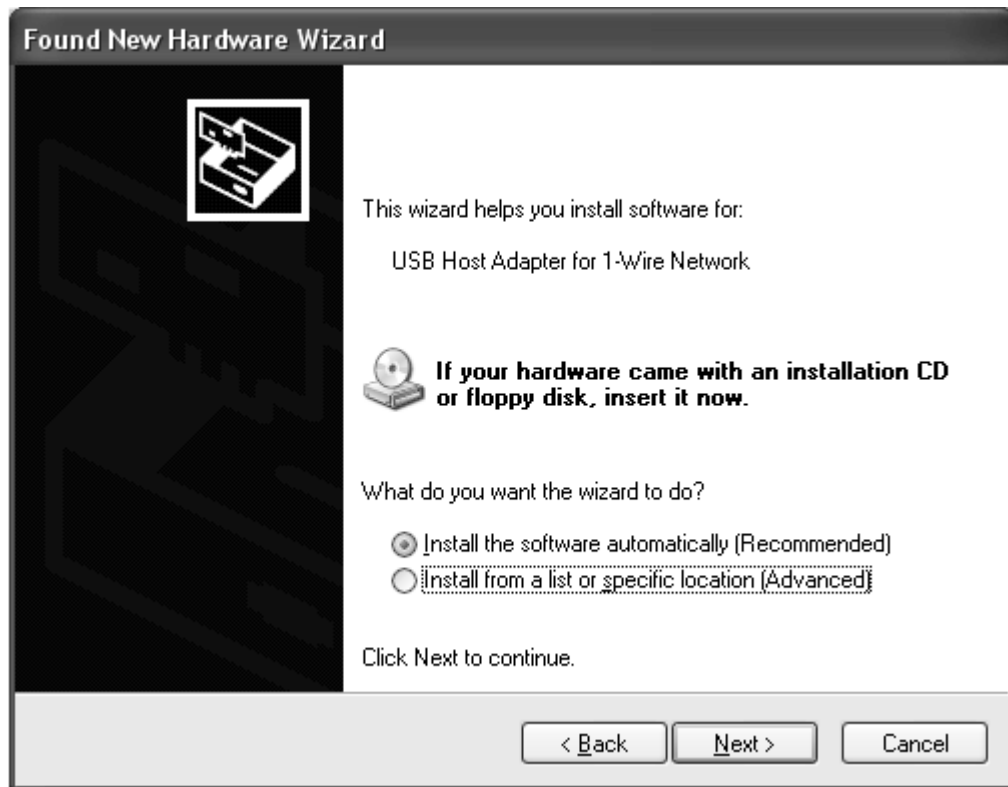 Found New Hardware Wizard
This wizard helps you install software for:
USB Host Adapter for 1-Wire Network
If your hardware came with an installation CD
or floppy disk, insert it now.
What do you want the wizard to do?
Install the software automatically (Recommended)
Install from a list or specific location (Advanced)
Click Next to continue.
< Back Next > Cancel